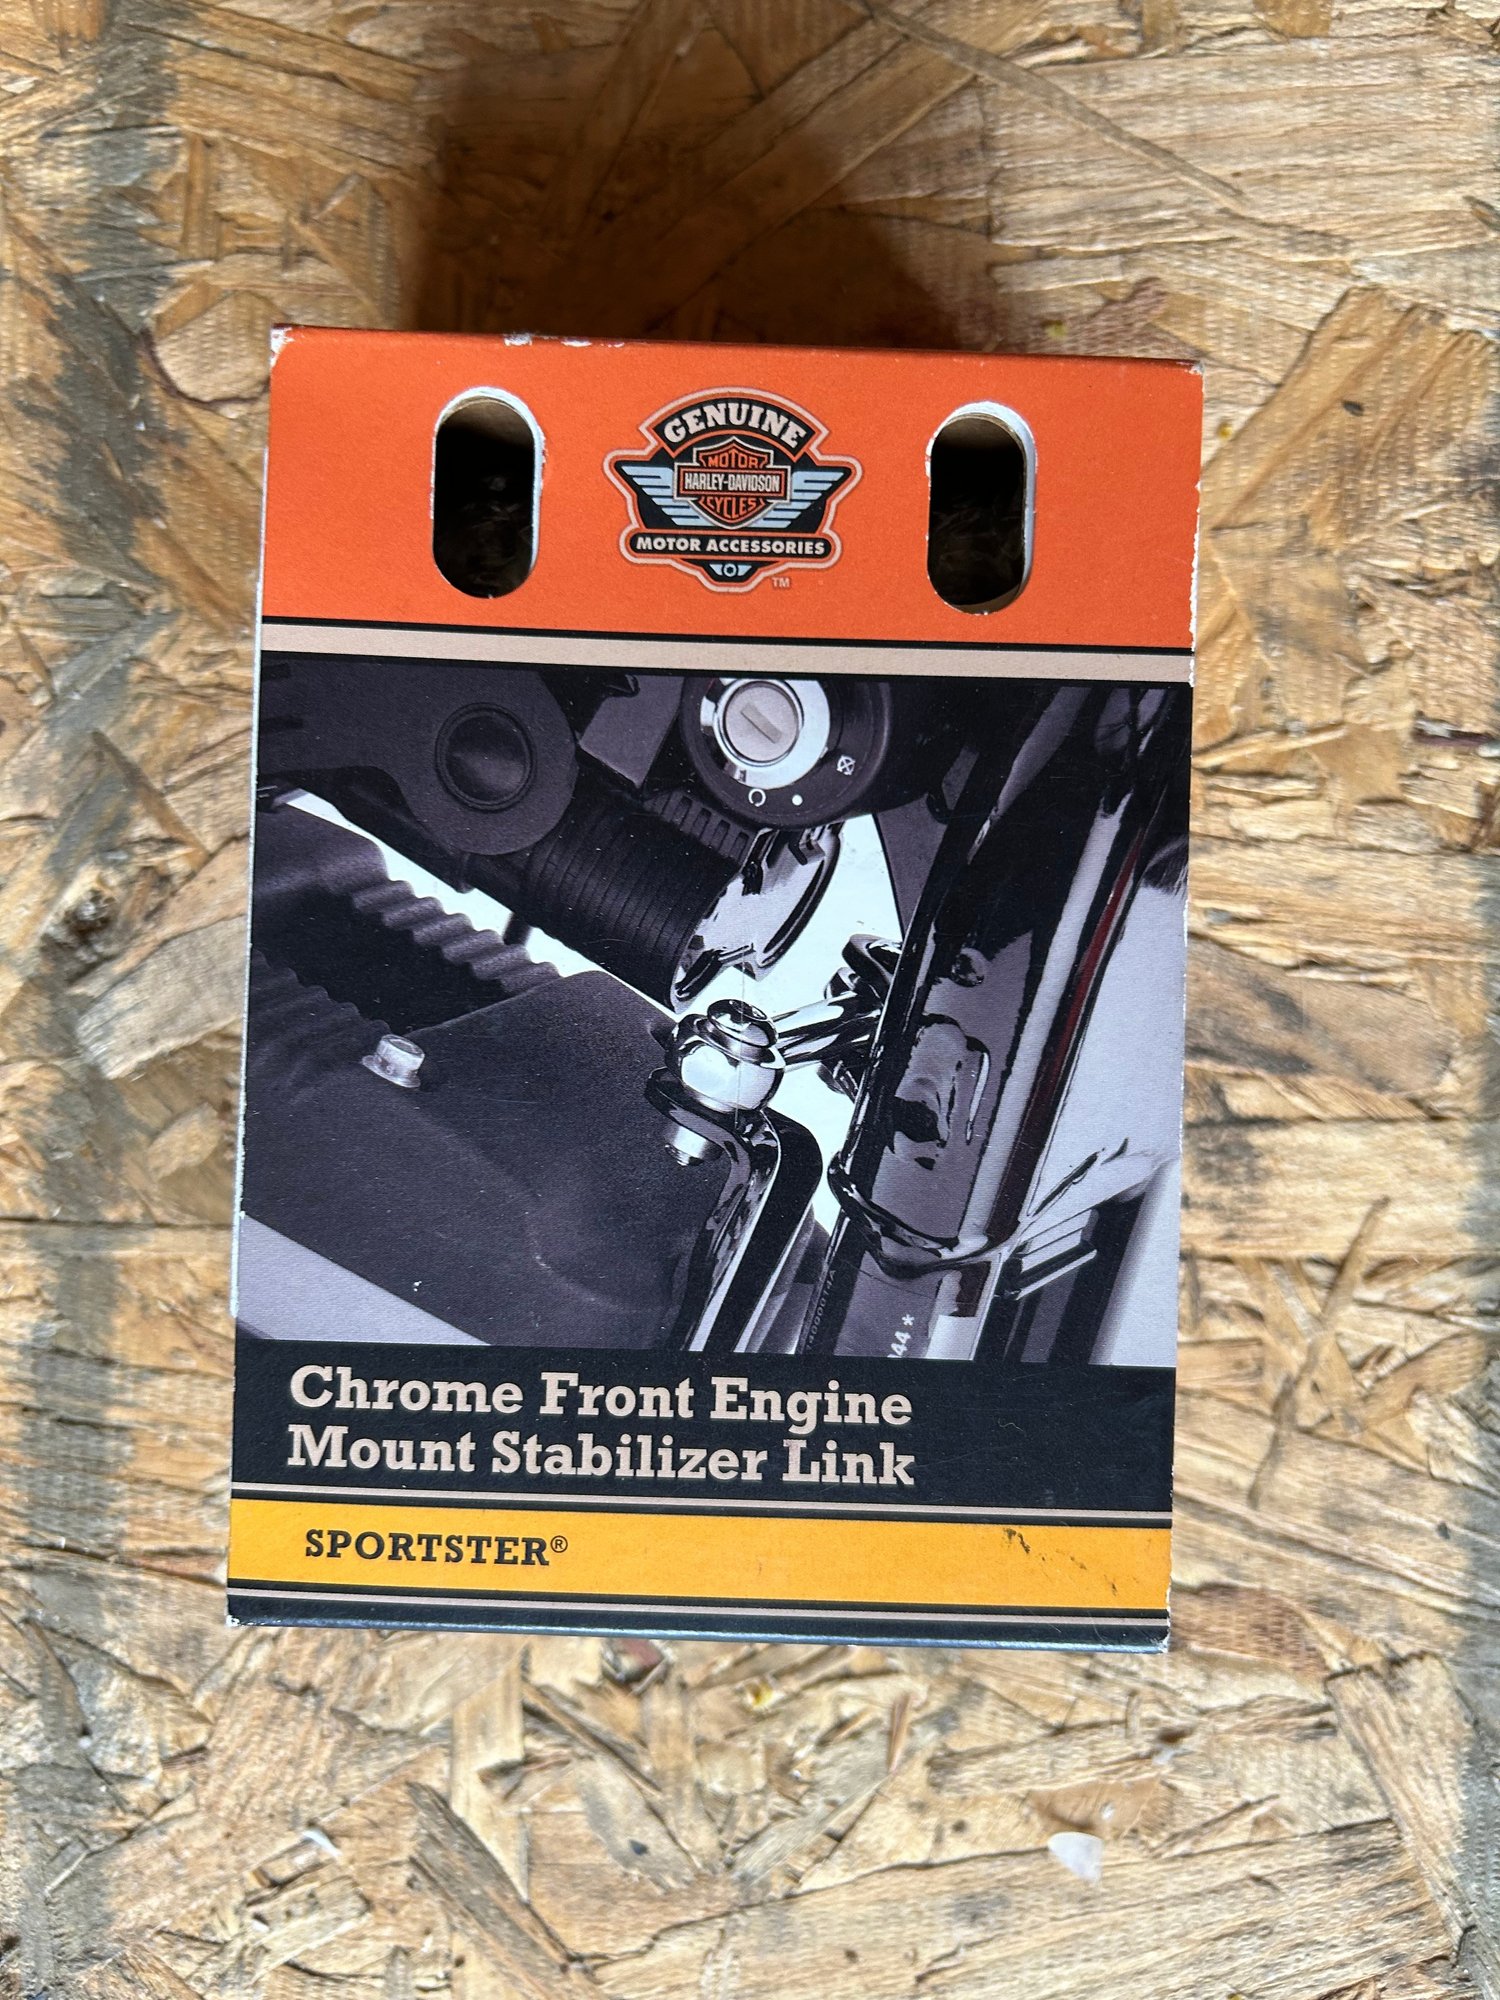 GENUINE
MOTOR
HARLEY-DAVIDSON
CYCLES
MOTOR ACCESSORIES
TM
Chrome Front Engine
Mount Stabilizer Link
SPORTSTER®